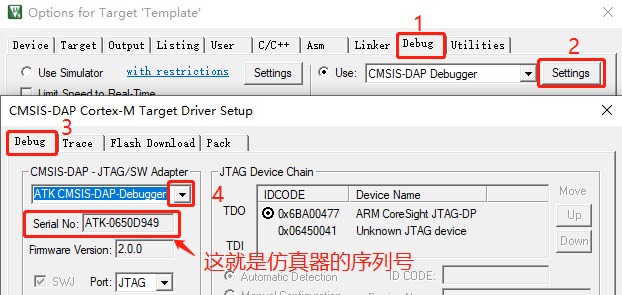 Options for Target 'Template'
1
2
Device Target Output Listing User C/C++ Asm Linker Debug Utilities
Use Simulator with restrictions Settings Use: CMSIS-DAP Debugger Settings
Limit Speed to Real-Time
CMSIS-DAP Cortex-M Target Driver Setup
3
Debug Trace Flash Download Pack
CMSIS-DAP - JTAG/SW Adapter
ATK CMSIS-DAP-Debugger
4
Serial No: ATK-0650D949
Firmware Version: 2.0.0
SWJ Port: JTAG
JTAG Device Chain
IDCODE Device Name Move
TDO 0x6BA00477 ARM CoreSight JTAG-DP Up
TDI 0x06450041 Unknown JTAG device Down
这就是仿真器的序列号
Automatic Detection ID CODE: